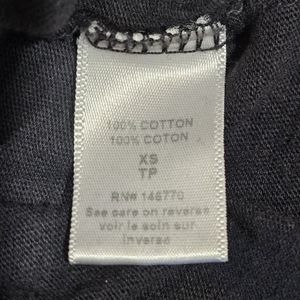 100% COTTON
100% COTON
XS
TP
RN# 146770
See care on reverse
voir le soin sur
inverse